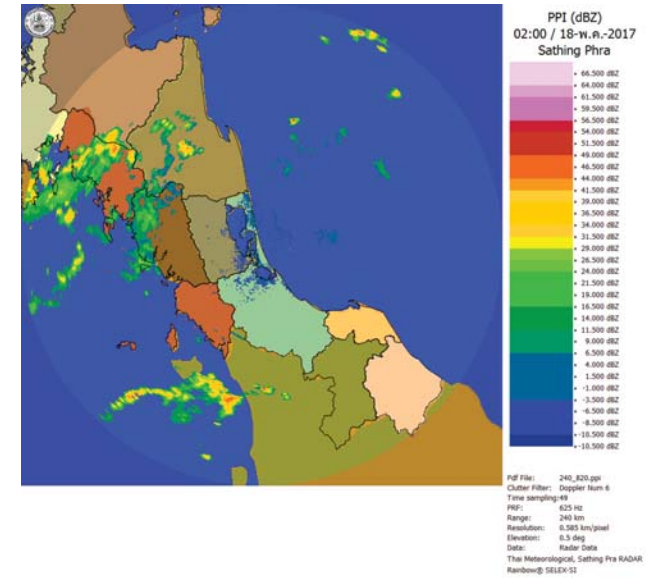 PPI (dBZ)
02:00 / 18-พ.ค.-2017
Sathing Phra
66.500 dBZ
64.000 dBZ
61.500 dBZ
59.500 dBZ
56.500 dBZ
54.000 dBZ
51.500 dBZ
49.000 dBZ
46.500 dBZ
44.000 dBZ
41.500 dBZ
39.000 dBZ
36.500 dBZ
34.000 dBZ
31.500 dBZ
29.000 dBZ
26.500 dBZ
24.000 dBZ
21.500 dBZ
19.000 dBZ
16.500 dBZ
14.000 dBZ
11.500 dBZ
9.000 dBZ
6.500 dBZ
4.000 dBZ
1.500 dBZ
-1.000 dBZ
-3.500 dBZ
-6.500 dBZ
-8.500 dBZ
-10.500 dBZ
-10.500 dBZ
Pdf File: 240_820.ppi
Clutter Filter: Doppler Num 6
Time sampling:49
PRF: 625 Hz
Range: 240 km
Resolution: 0.585 km/pixel
Elevation: 0.5 deg
Data: Radar Data
Thai Meteorological, Sathing Pra RADAR
Rainbow® SELEX-SI